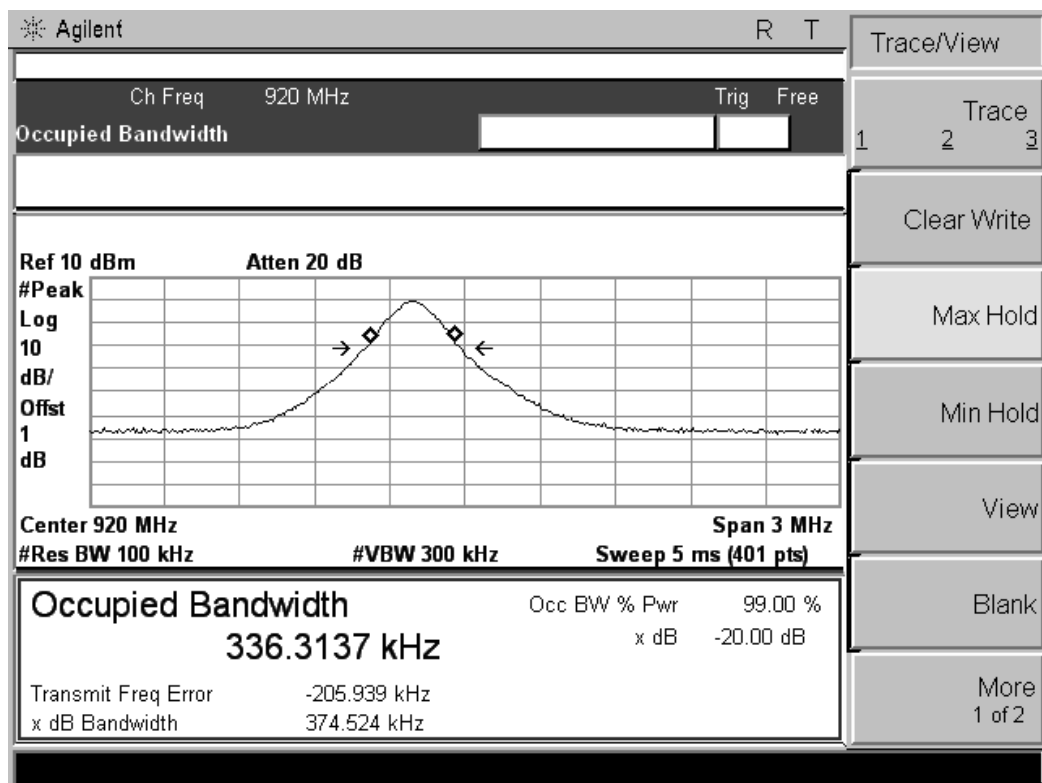 Agilent R T
Trace/View
Ch Freq 920 MHz Trig Free
Occupied Bandwidth
Trace
1 2 3
Clear Write
Ref 10 dBm Atten 20 dB
#Peak
Log
10
dB/
Offst
1
dB
Max Hold
Min Hold
View
Center 920 MHz Span 3 MHz
#Res BW 100 kHz #VBW 300 kHz Sweep 5 ms (401 pts)
Occupied Bandwidth Occ BW % Pwr 99.00 %
336.3137 kHz x dB -20.00 dB
Transmit Freq Error -205.939 kHz
x dB Bandwidth 374.524 kHz
Blank
More
1 of 2